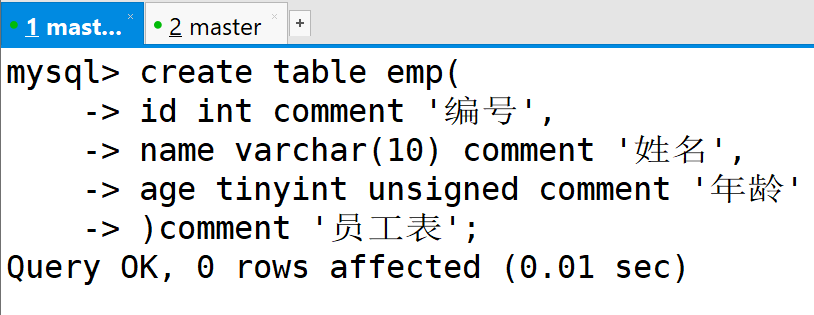 1 mast... × 2 master × +
mysql> create table emp(
    -> id int comment '编号',
    -> name varchar(10) comment '姓名',
    -> age tinyint unsigned comment '年龄'
    -> )comment '员工表';
Query OK, 0 rows affected (0.01 sec)